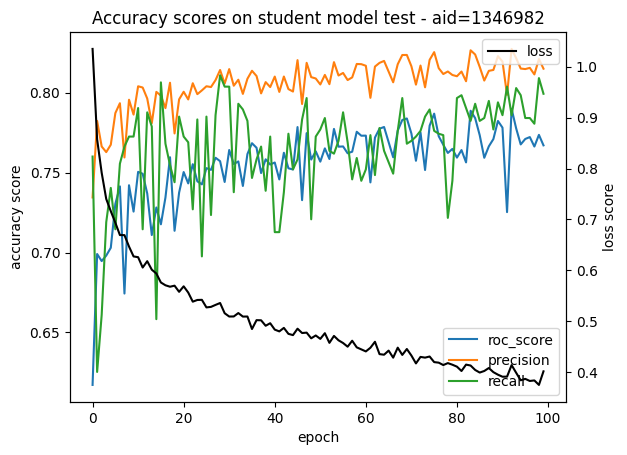 Accuracy scores on student model test - aid=1346982
loss
accuracy score
0.80
0.75
0.70
0.65
1.0
0.9
0.8
0.7
0.6
0.5
0.4
loss score
roc_score
precision
recall
0
20
40
60
80
100
epoch